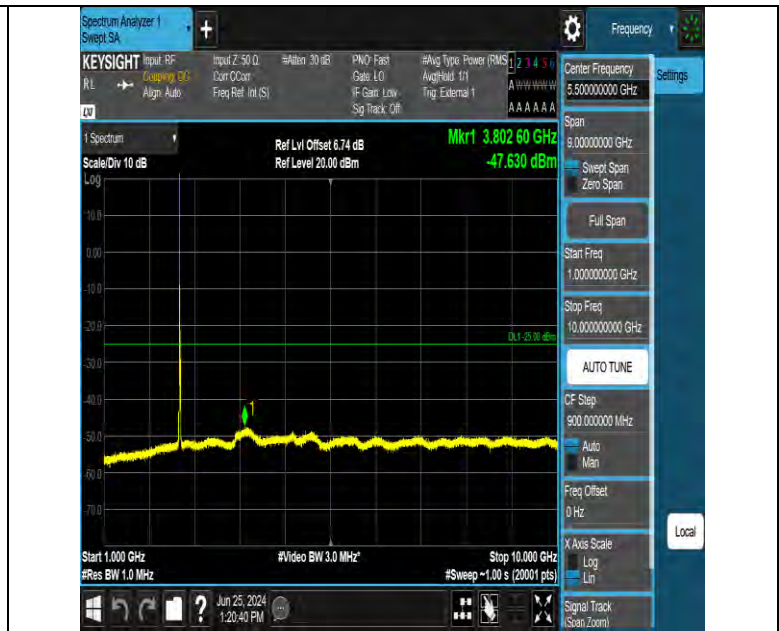 Spectrum Analyzer 1
Swept SA
+
Frequency
KEYSIGHT
RL
LXI
Input: RF
Coupling: DC
Align: Auto
Input Z: 50 Ω
Corr CCorr
Freq Ref: Int (S)
#Atten: 30 dB
PNO: Fast
Gate: LO
IF Gain: Low
Sig Track: Off
#Avg Type: Power (RMS
Avg|Hold: 1/1
Trig: External 1
1 2 3 4 5 6
A W W W W W
A A A A A A
Center Frequency
5.500000000 GHz
Settings
1 Spectrum
Scale/Div 10 dB
Log
Ref Lvl Offset 6.74 dB
Ref Level 20.00 dBm
Mkr1 3.802 60 GHz
-47.630 dBm
Span
9.00000000 GHz
Swept Span
Zero Span
Full Span
Start Freq
1.000000000 GHz
Stop Freq
10.000000000 GHz
AUTO TUNE
CF Step
900.000000 MHz
Auto
Man
Freq Offset
0 Hz
X Axis Scale
Log
Lin
Signal Track
(Span Zoom)
Local
10.0
0.00
-10.0
-20.0
-30.0
-40.0
-50.0
-60.0
-70.0
DL1 -25.00 dBm
1
Start 1.000 GHz
#Res BW 1.0 MHz
#Video BW 3.0 MHz*
Stop 10.000 GHz
#Sweep ~1.00 s (20001 pts)
?
Jun 25, 2024
1:20:40 PM